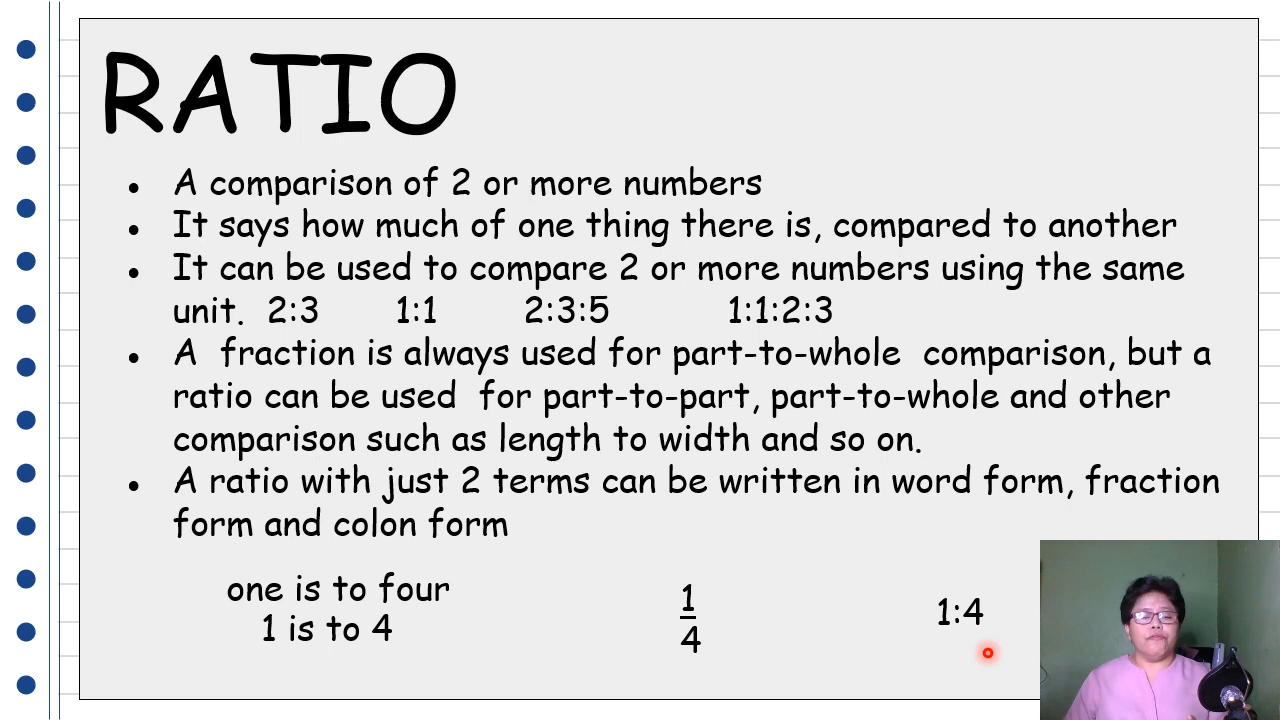 RATIO
● A comparison of 2 or more numbers
● It says how much of one thing there is, compared to another
● It can be used to compare 2 or more numbers using the same
unit. 2:3 1:1 2:3:5 1:1:2:3
● A fraction is always used for part-to-whole comparison, but a
ratio can be used for part-to-part, part-to-whole and other
comparison such as length to width and so on.
● A ratio with just 2 terms can be written in word form, fraction
form and colon form
one is to four
1 is to 4
1
4
1:4